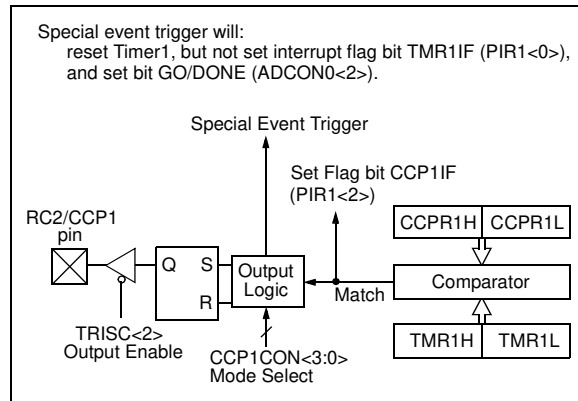 Special event trigger will:
reset Timer1, but not set interrupt flag bit TMR1IF (PIR1<0>),
and set bit GO/DONE (ADCON0<2>).
Special Event Trigger
Set Flag bit CCP1IF
(PIR1<2>)
RC2/CCP1
pin
CCPR1H CCPR1L
Q S Output
Logic
R
Match
Comparator
TRISC<2>
Output Enable
CCP1CON<3:0>
Mode Select
TMR1H TMR1L